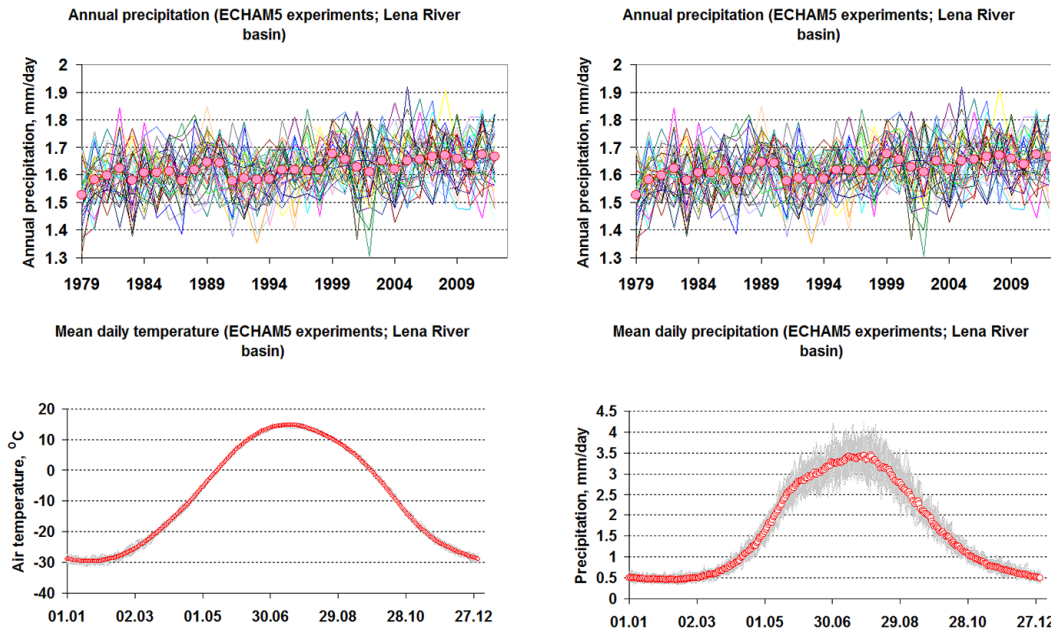 Annual precipitation (ECHAM5 experiments; Lena River
basin)
Annual precipitation, mm/day
2
1.9
1.8
1.7
1.6
1.5
1.4
1.3
1979 1984 1989 1994 1999 2004 2009
Annual precipitation (ECHAM5 experiments; Lena River
basin)
Annual precipitation, mm/day
2
1.9
1.8
1.7
1.6
1.5
1.4
1.3
1979 1984 1989 1994 1999 2004 2009
Mean daily temperature (ECHAM5 experiments; Lena River
basin)
Air temperature, °C
20
10
0
-10
-20
-30
-40
01.01 02.03 01.05 30.06 29.08 28.10 27.12
Mean daily precipitation (ECHAM5 experiments; Lena River
basin)
Precipitation, mm/day
4.5
4
3.5
3
2.5
2
1.5
1
0.5
0
01.01 02.03 01.05 30.06 29.08 28.10 27.12